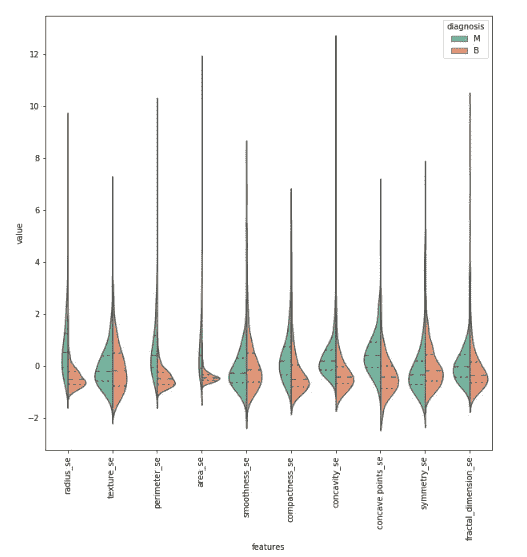 diagnosis
M
B
12
10
8
6
4
2
0
−2
value
radius_se
texture_se
perimeter_se
area_se
smoothness_se
compactness_se
concavity_se
concave points_se
symmetry_se
fractal_dimension_se
features